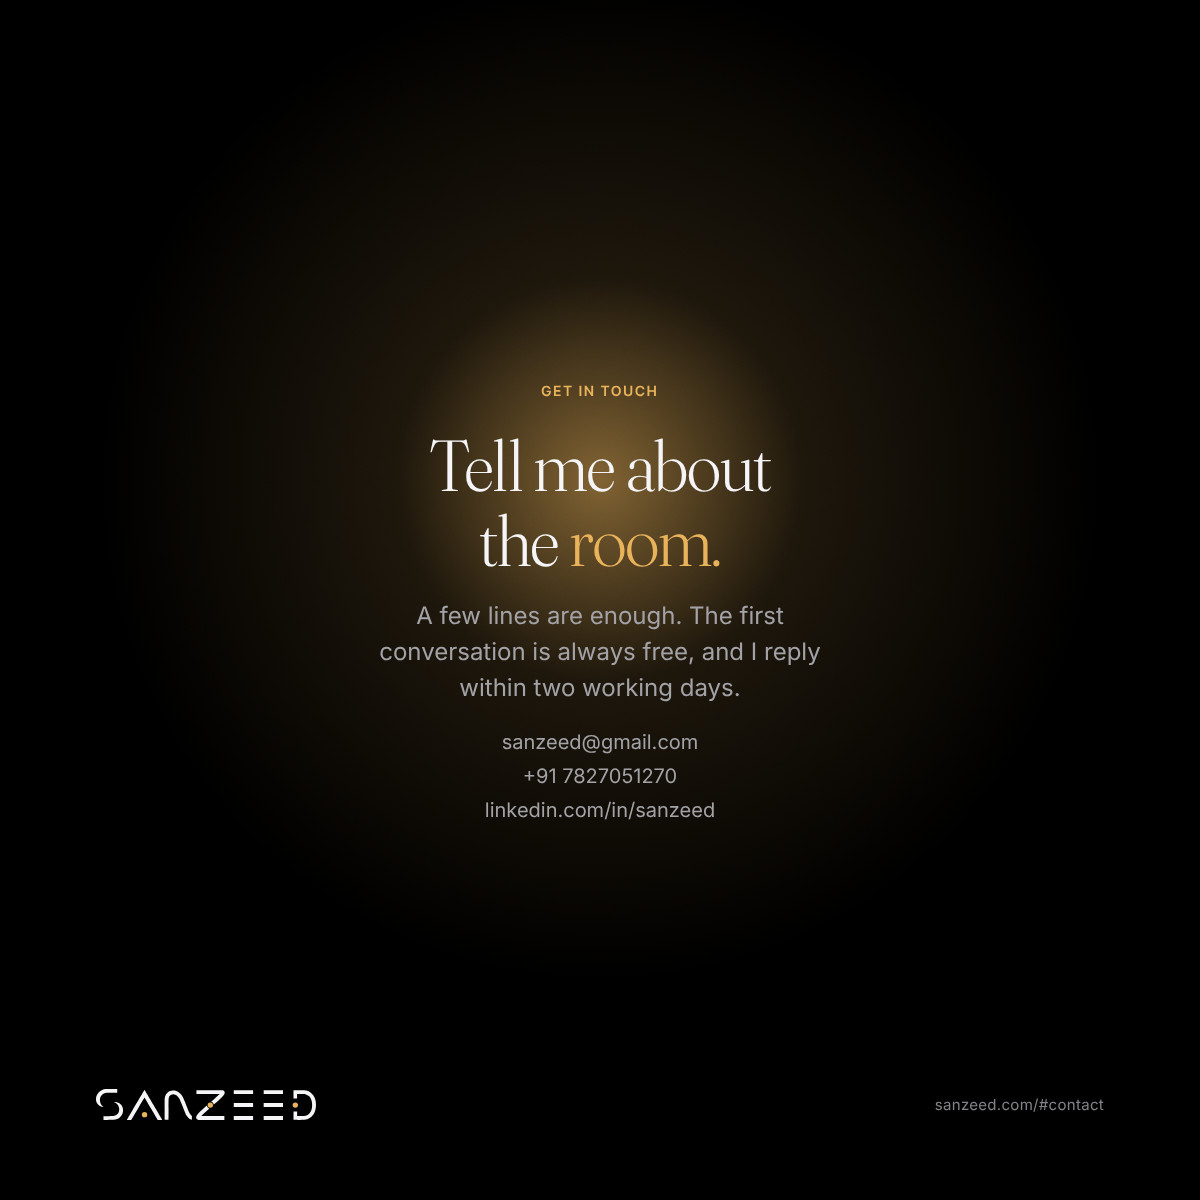 GET IN TOUCH
Tell me about
the room.
A few lines are enough. The first
conversation is always free, and I reply
within two working days.
sanzeed@gmail.com
+91 7827051270
linkedin.com/in/sanzeed
SANZEED
sanzeed.com/#contact